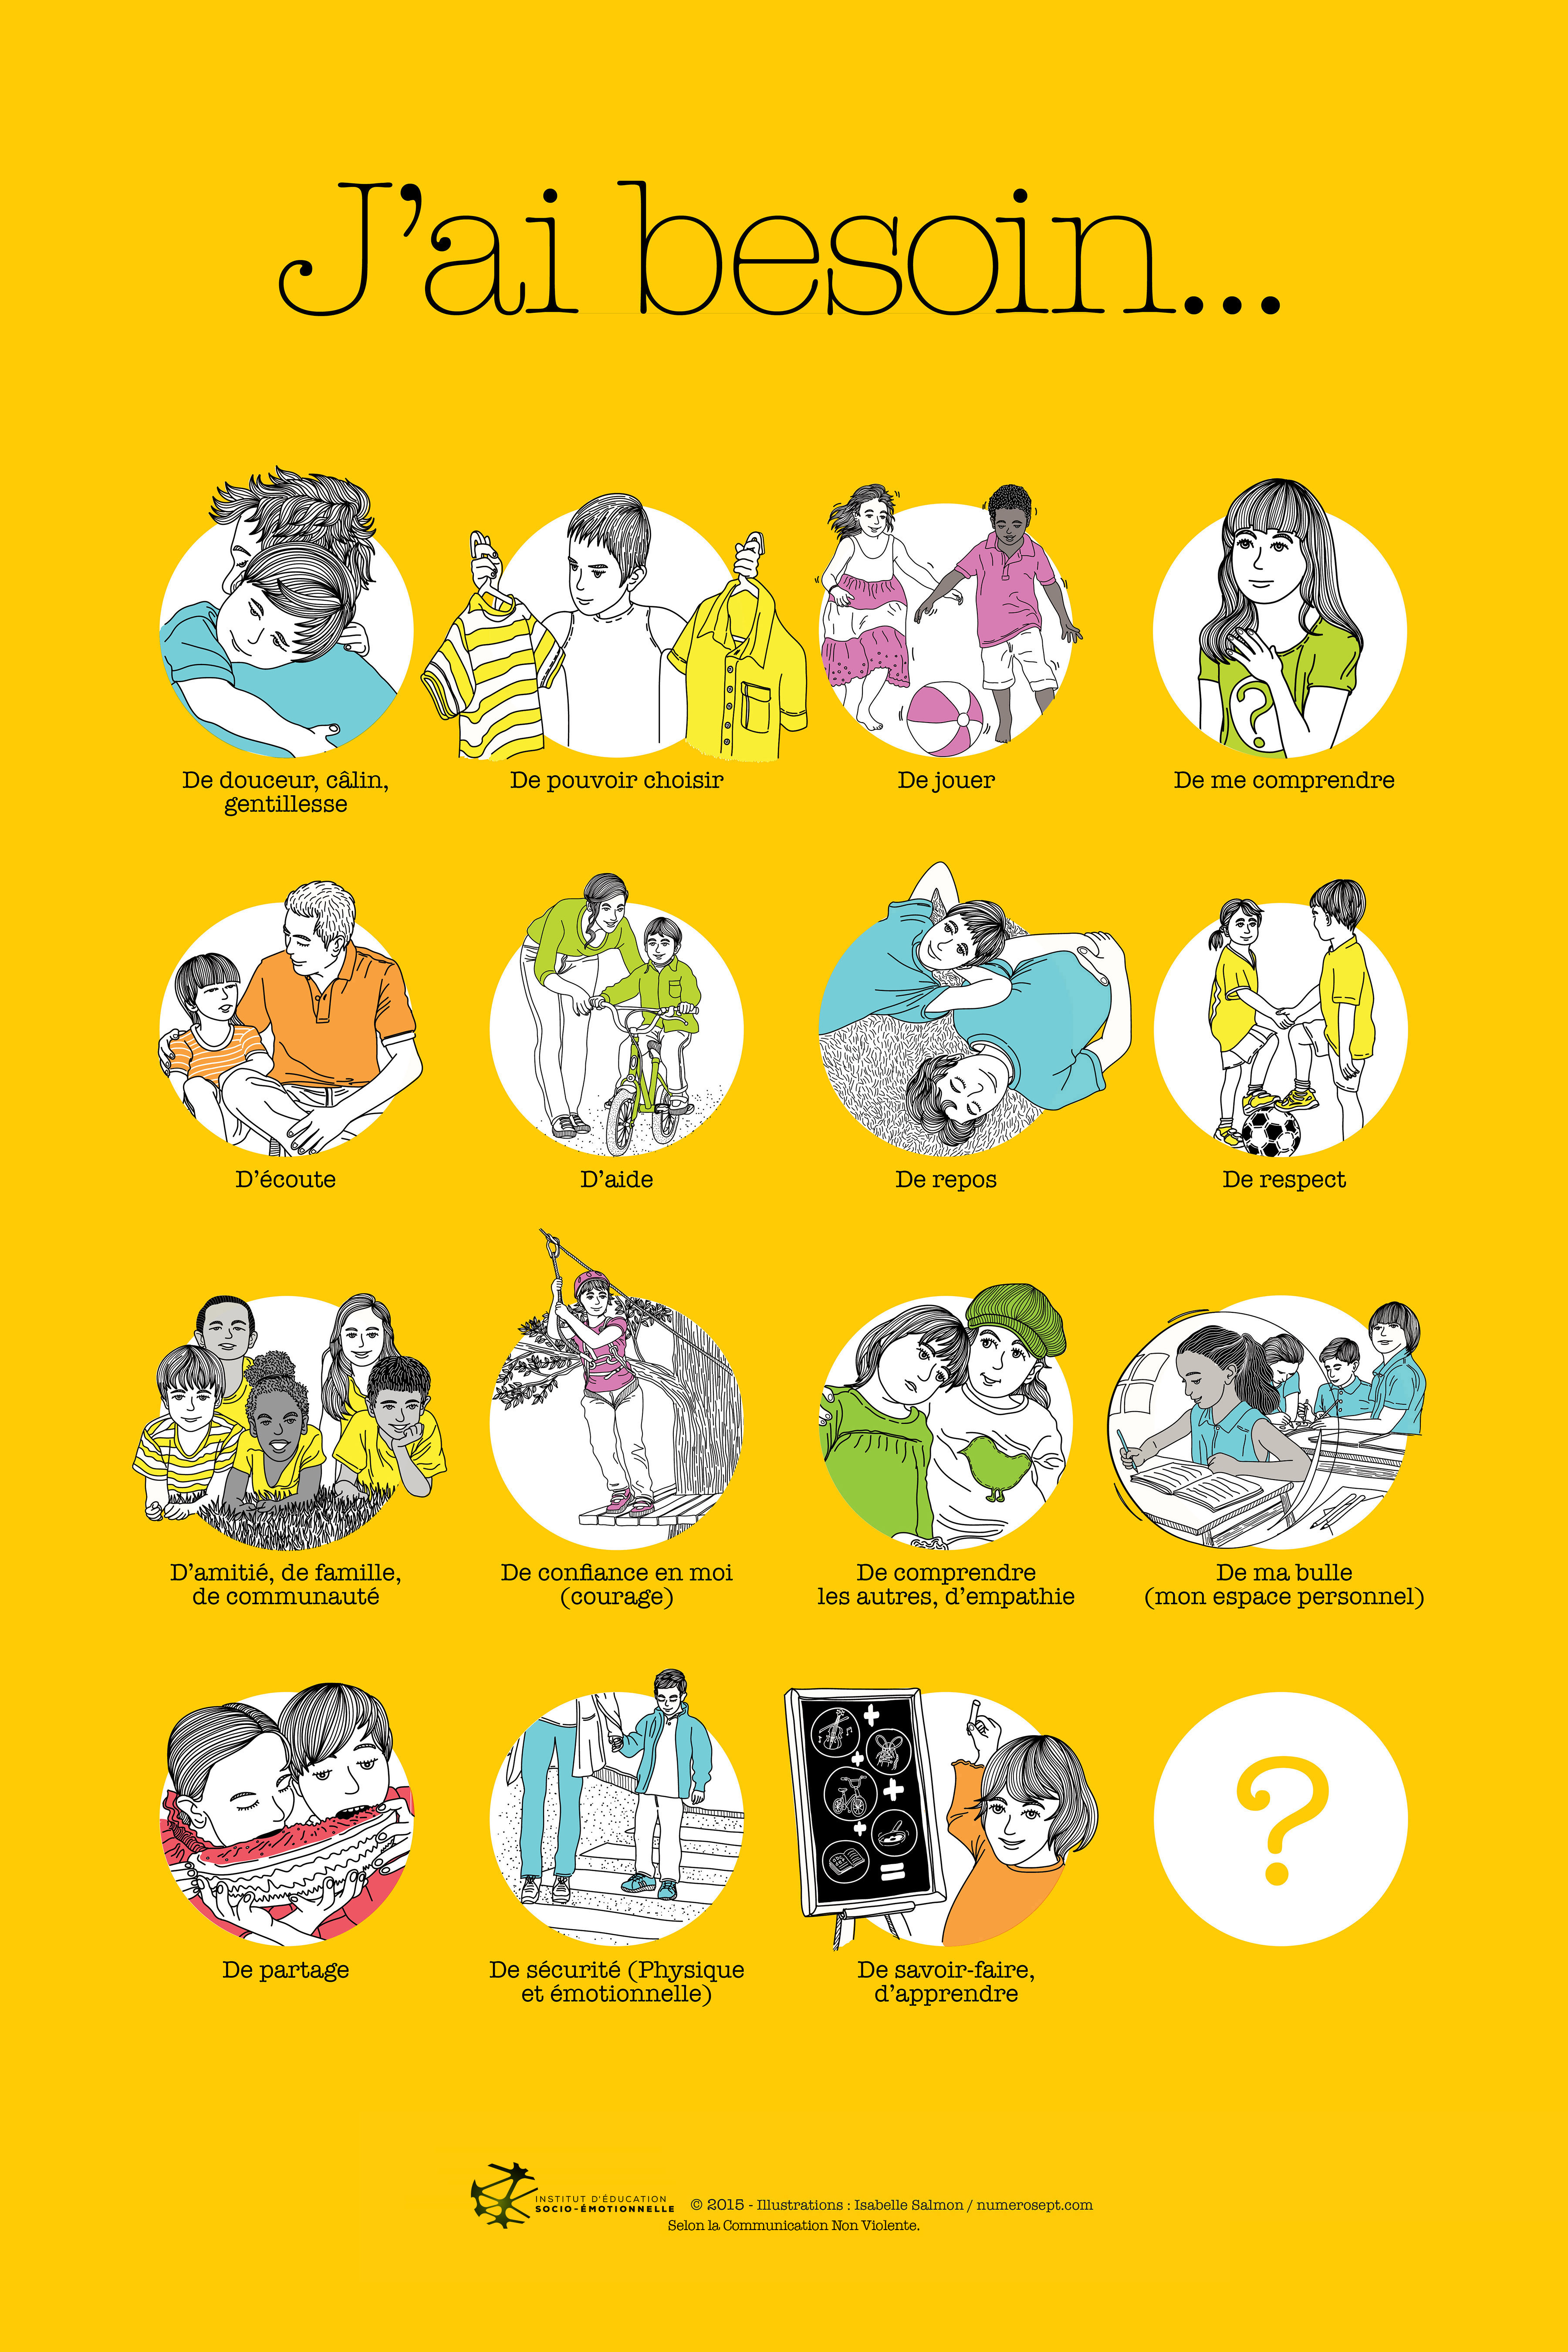 J'ai besoin...
De douceur, câlin,
gentillesse
De pouvoir choisir
De jouer
De me comprendre
?
D'écoute
D'aide
De repos
De respect
D'amitié, de famille,
de communauté
De confiance en moi
(courage)
De comprendre
les autres, d'empathie
De ma bulle
(mon espace personnel)
De partage
De sécurité (Physique
et émotionnelle)
+
+
+
+
=
De savoir-faire,
d'apprendre
?
INSTITUT D'ÉDUCATION
SOCIO-ÉMOTIONNELLE
© 2015 - Illustrations : Isabelle Salmon / numerosept.com
Selon la Communication Non Violente.